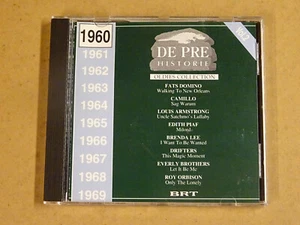 1960
1961
1962
1963
1964
1965
1966
1967
1968
1969
DE PRE
HISTORIE
OLDIES COLLECTION
FATS DOMINO
Walking To New Orleans
CAMILLO
Sag Warum
LOUIS ARMSTRONG
Uncle Satchmo's Lullaby
EDITH PIAF
Milord
BRENDA LEE
I Want To Be Wanted
DRIFTERS
This Magic Moment
EVERLY BROTHERS
Let It Be Me
ROY ORBISON
Only The Lonely
BRT